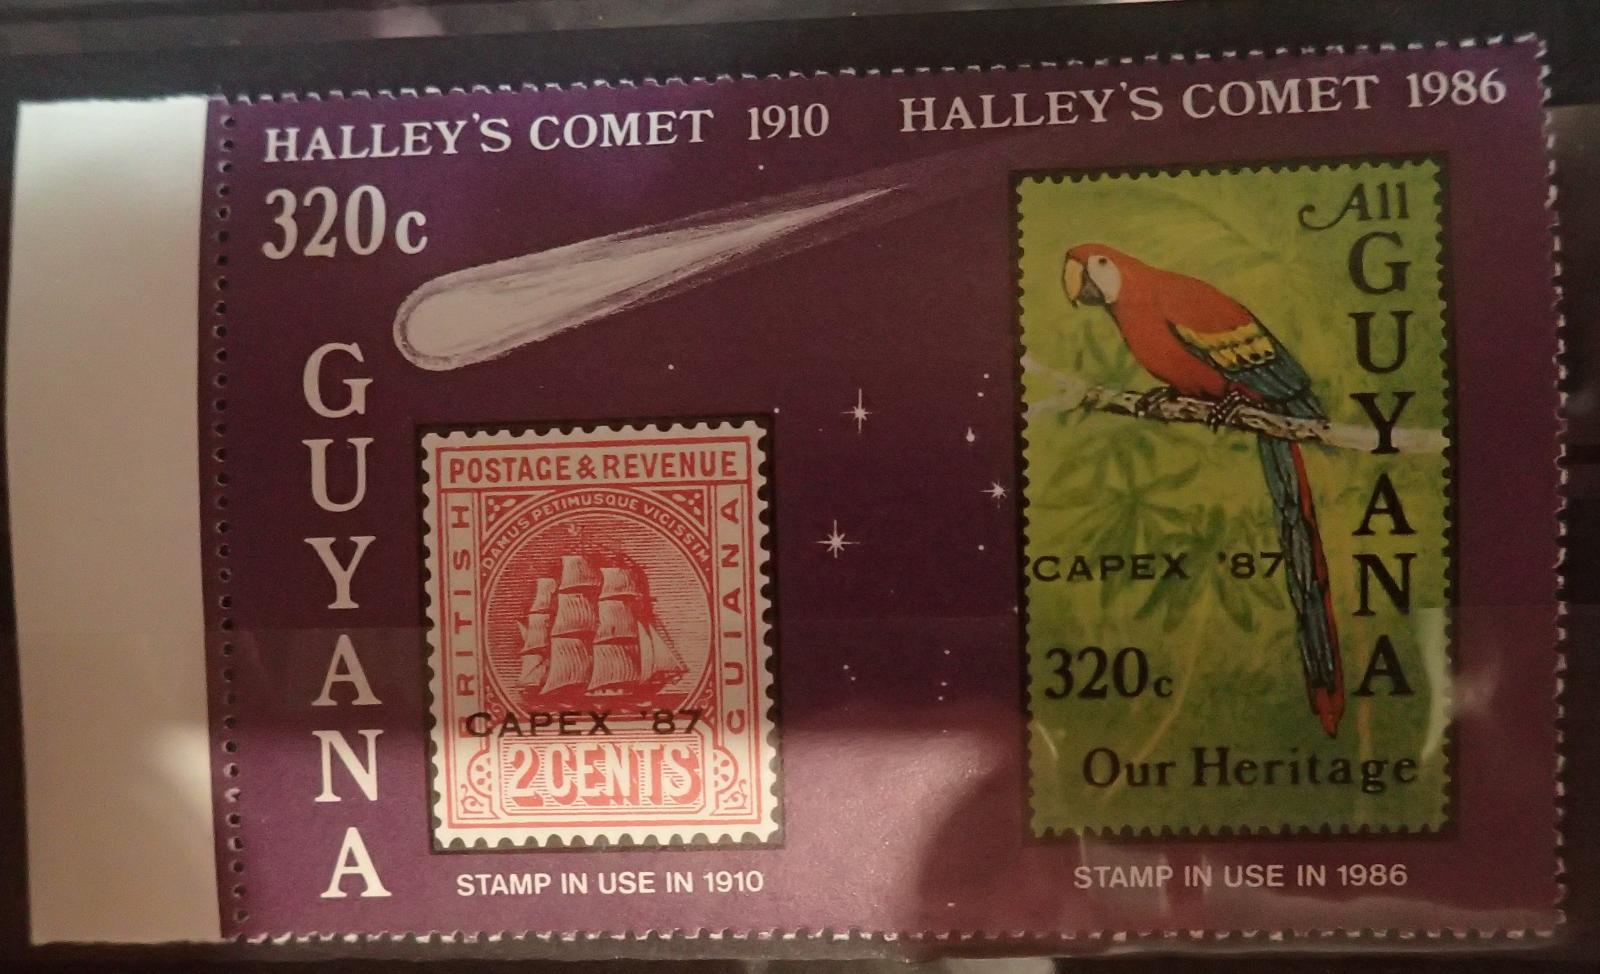 HALLEY'S COMET 1910
HALLEY'S COMET 1986
320c
GUYANA
POSTAGE & REVENUE
BRITISH
DAMUS PETIMUSQUE VICISSIM
GUIANA
CAPEX '87
2 CENTS
STAMP IN USE IN 1910
All
GUYANA
CAPEX '87
320c
Our Heritage
STAMP IN USE IN 1986